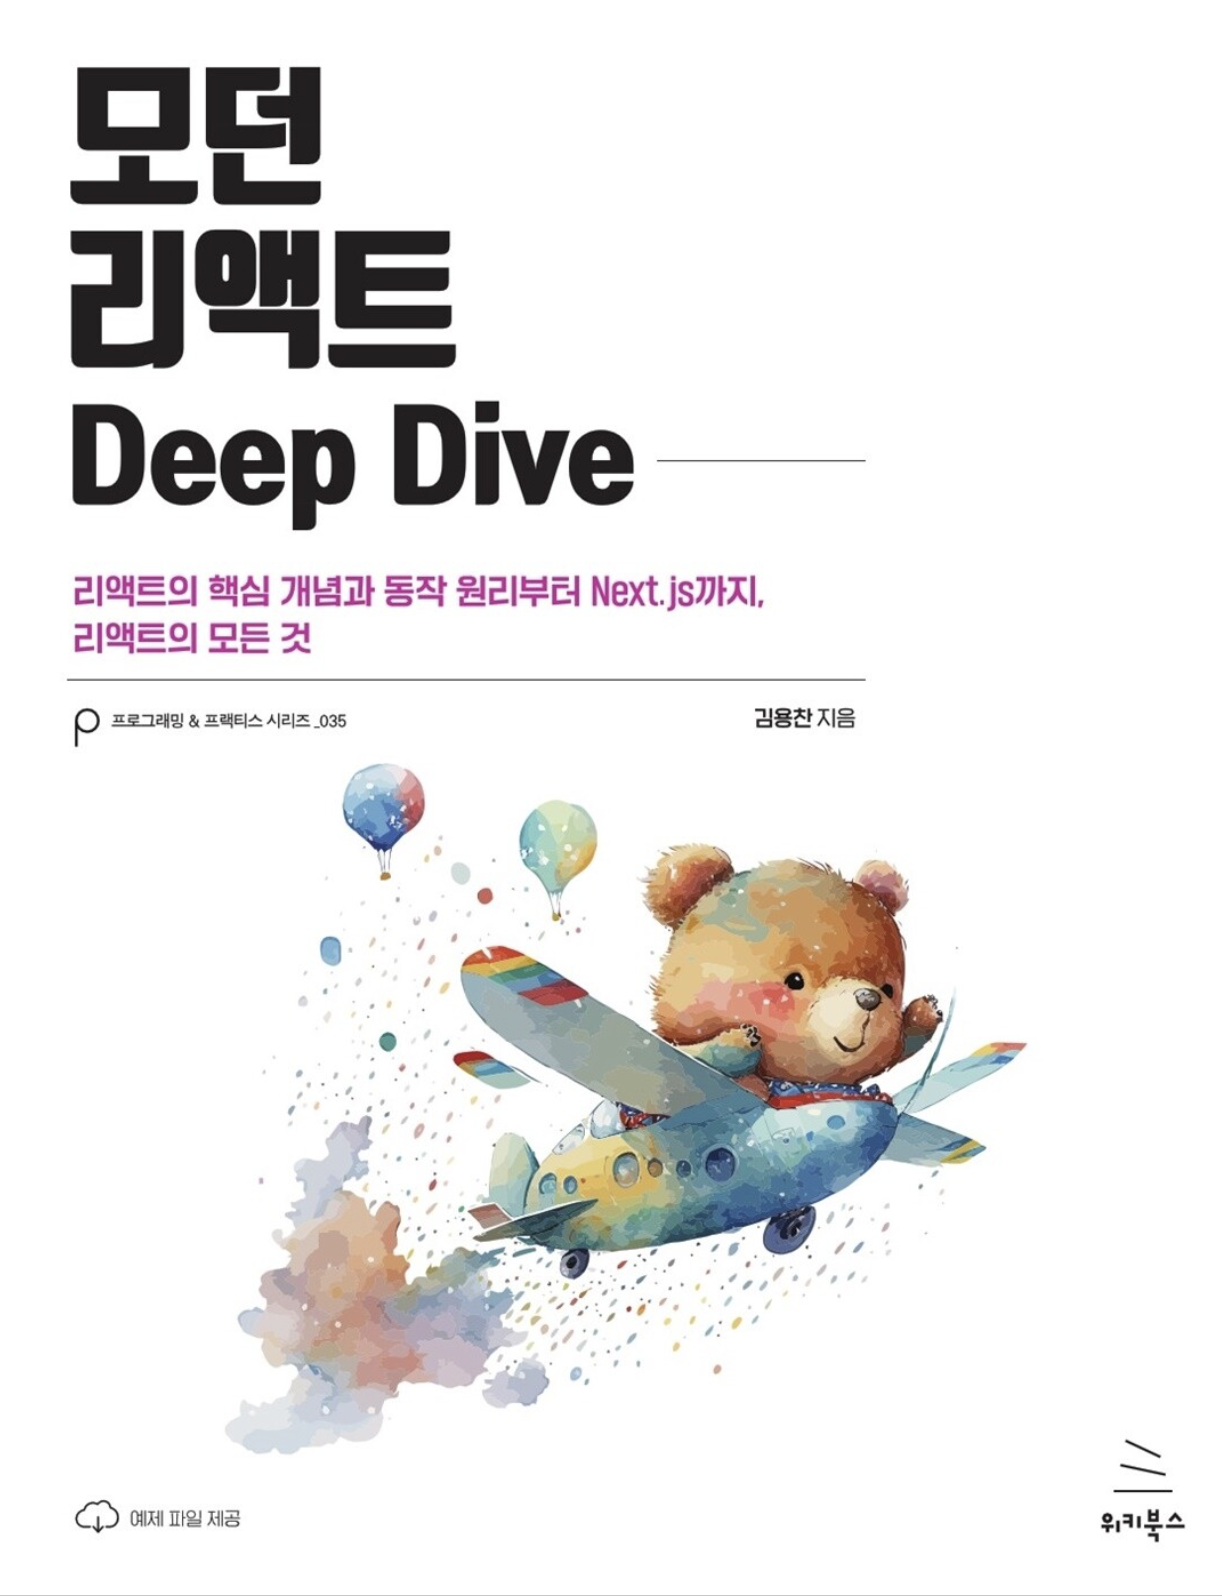 모던
리액트
Deep Dive
리액트의 핵심 개념과 동작 원리부터 Next.js까지,
리액트의 모든 것
프로그래밍 & 프랙티스 시리즈 _035
김용찬 지음
예제 파일 제공
위키북스